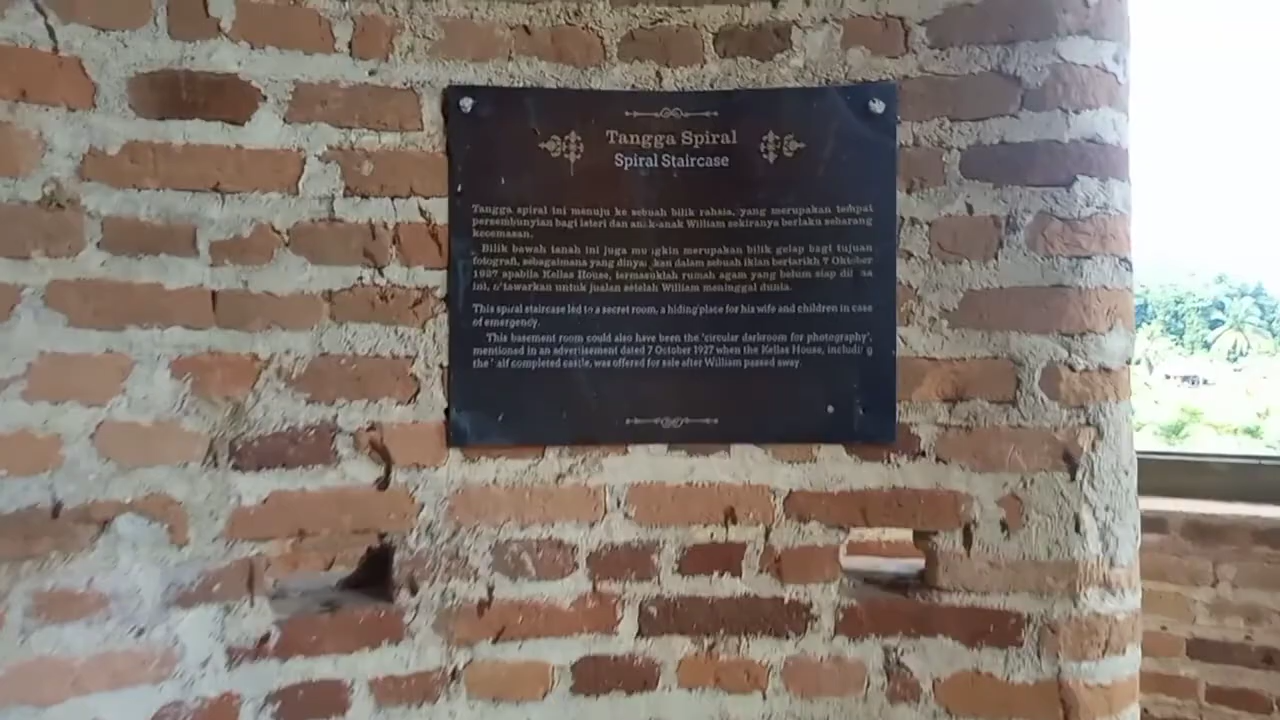 Tangga Spiral
Spiral Staircase
Tangga spiral ini menuju ke sebuah bilik rahsia, yang merupakan tempat
persembunyian bagi isteri dan anak-anak William sekiranya berlaku sebarang
kecemasan.
Bilik bawah tanah ini juga mungkin merupakan bilik gelap bagi tujuan
fotografi, sebagaimana yang dinyatakan dalam sebuah iklan bertarikh 7 Oktober
1927 apabila Kellas House, termasuklah rumah agam yang belum siap
ini, ditawarkan untuk jualan setelah William meninggal dunia.
This spiral staircase led to a secret room, a hiding place for his wife and children in case
of emergency.
This basement room could also have been the 'circular darkroom for photography',
mentioned in an advertisement dated 7 October 1927 when the Kellas House, including
the half completed castle, was offered for sale after William passed away.